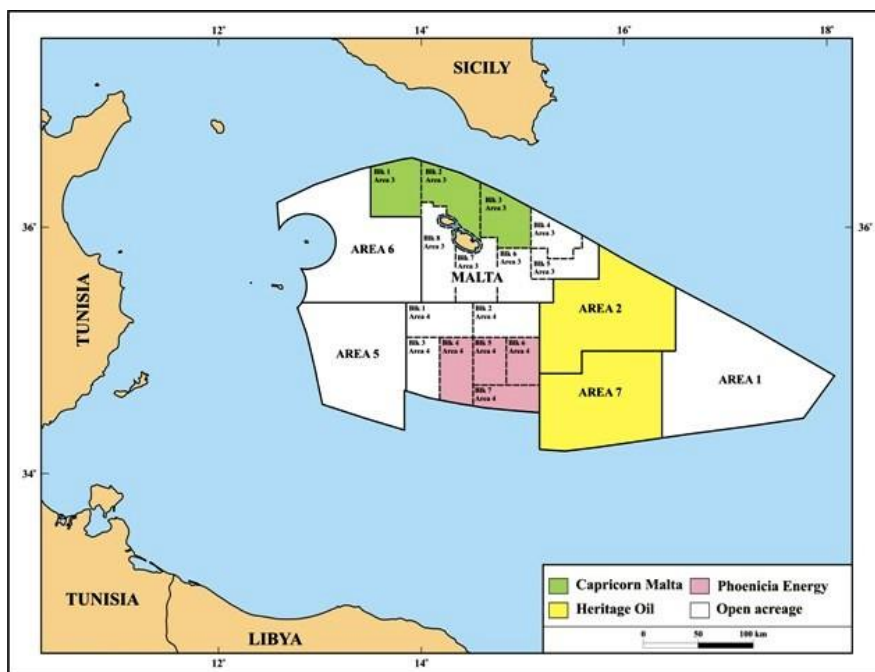 12°
14°
16°
18°
SICILY
TUNISIA
36°
36°
34°
34°
Blk 1
Area 3
Blk 2
Area 3
Blk 3
Area 3
Blk 4
Area 3
Blk 8
Area 3
Blk 7
Area 3
Blk 6
Area 3
Blk 5
Area 3
MALTA
AREA 6
AREA 2
AREA 5
AREA 7
AREA 1
Blk 1
Area 4
Blk 2
Area 4
Blk 3
Area 4
Blk 4
Area 4
Blk 5
Area 4
Blk 6
Area 4
Blk 7
Area 4
TUNISIA
LIBYA
Capricorn Malta
Phoenicia Energy
Heritage Oil
Open acreage
0 50 100 km
12°
14°